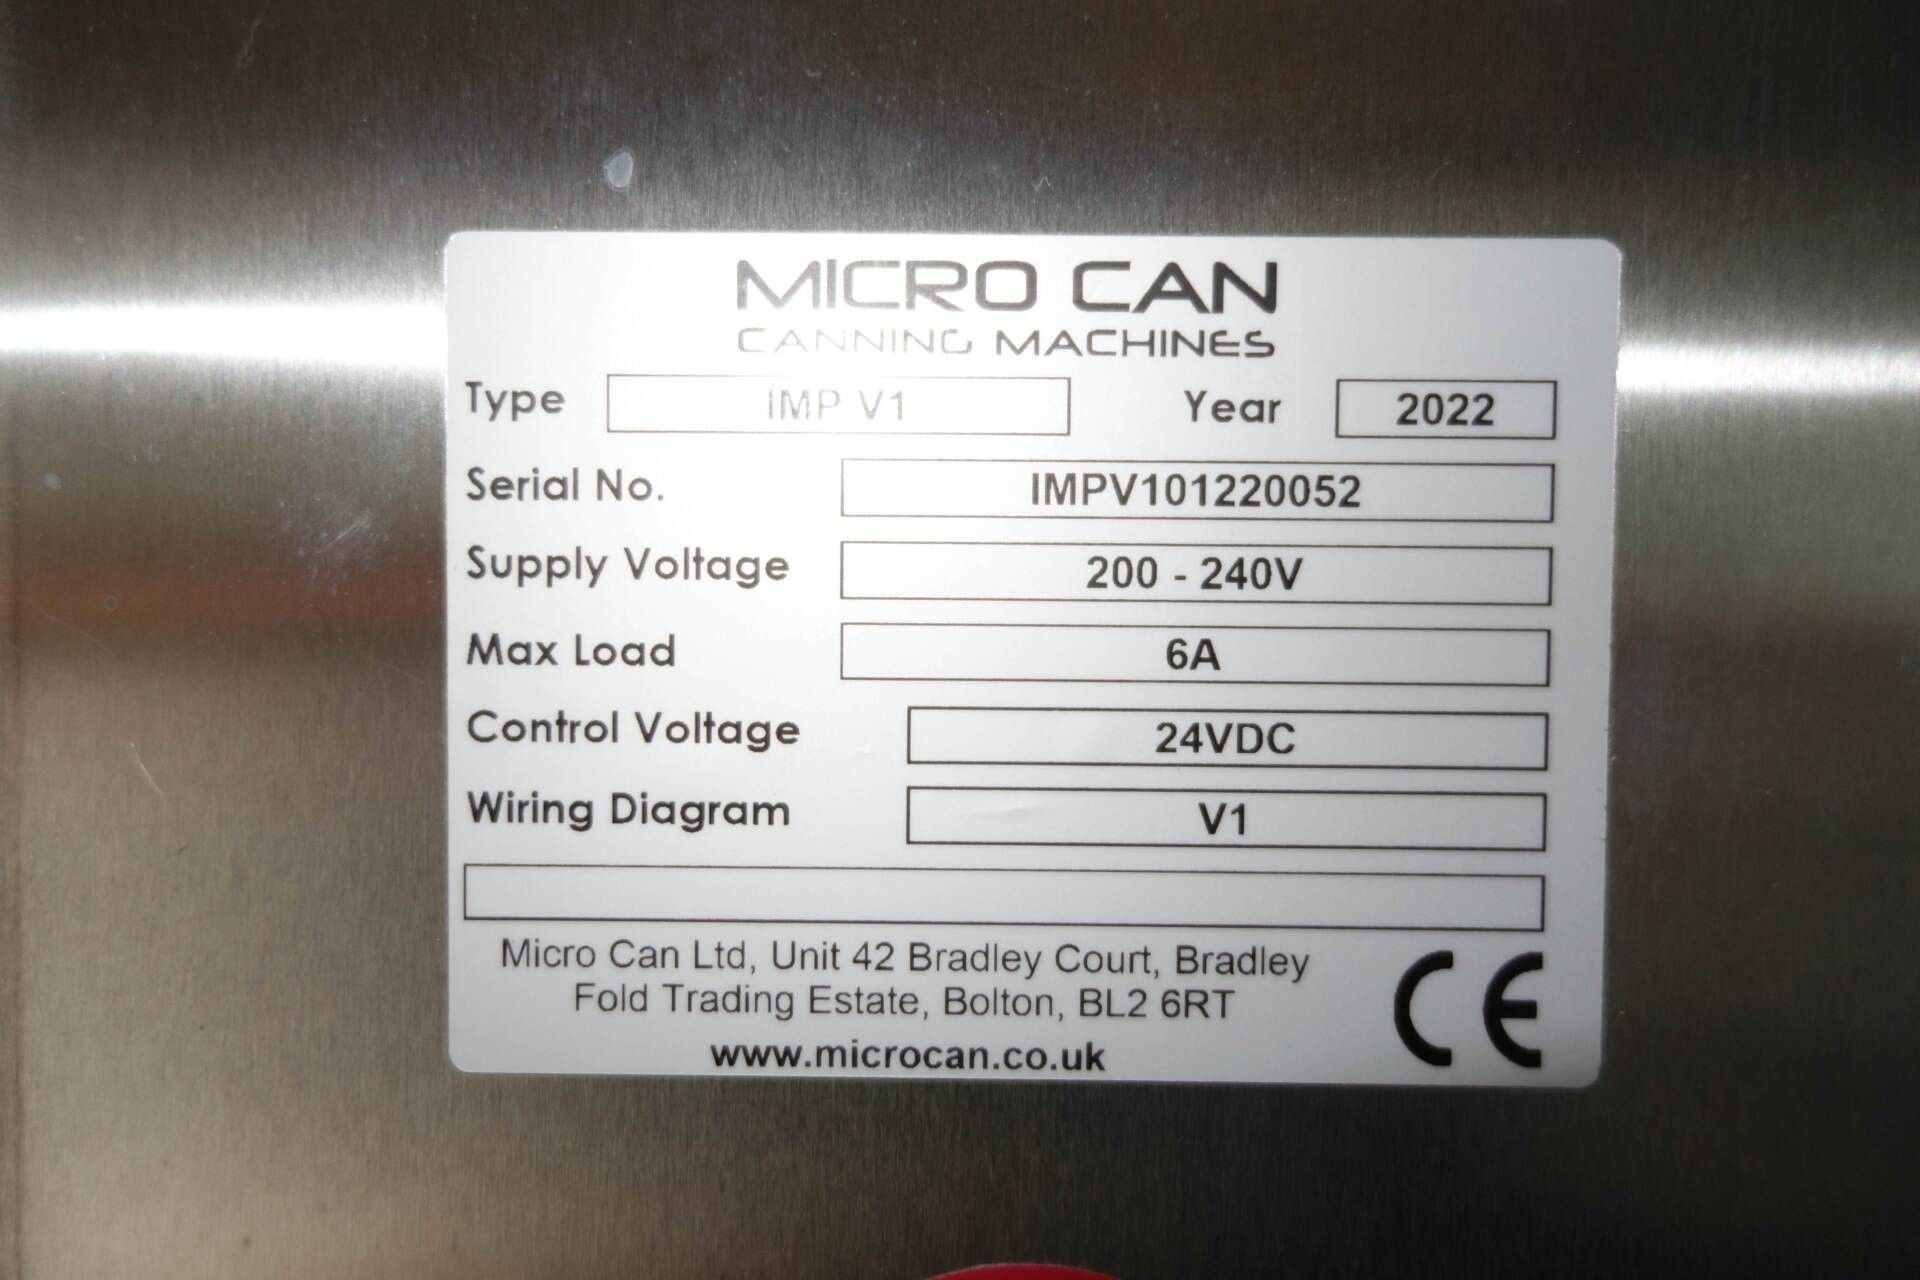 MICRO CAN
CANNING MACHINES
Type IMP V1 Year 2022
Serial No. IMPV101220052
Supply Voltage 200 - 240V
Max Load 6A
Control Voltage 24VDC
Wiring Diagram V1
Micro Can Ltd, Unit 42 Bradley Court, Bradley
Fold Trading Estate, Bolton, BL2 6RT
www.microcan.co.uk
CE